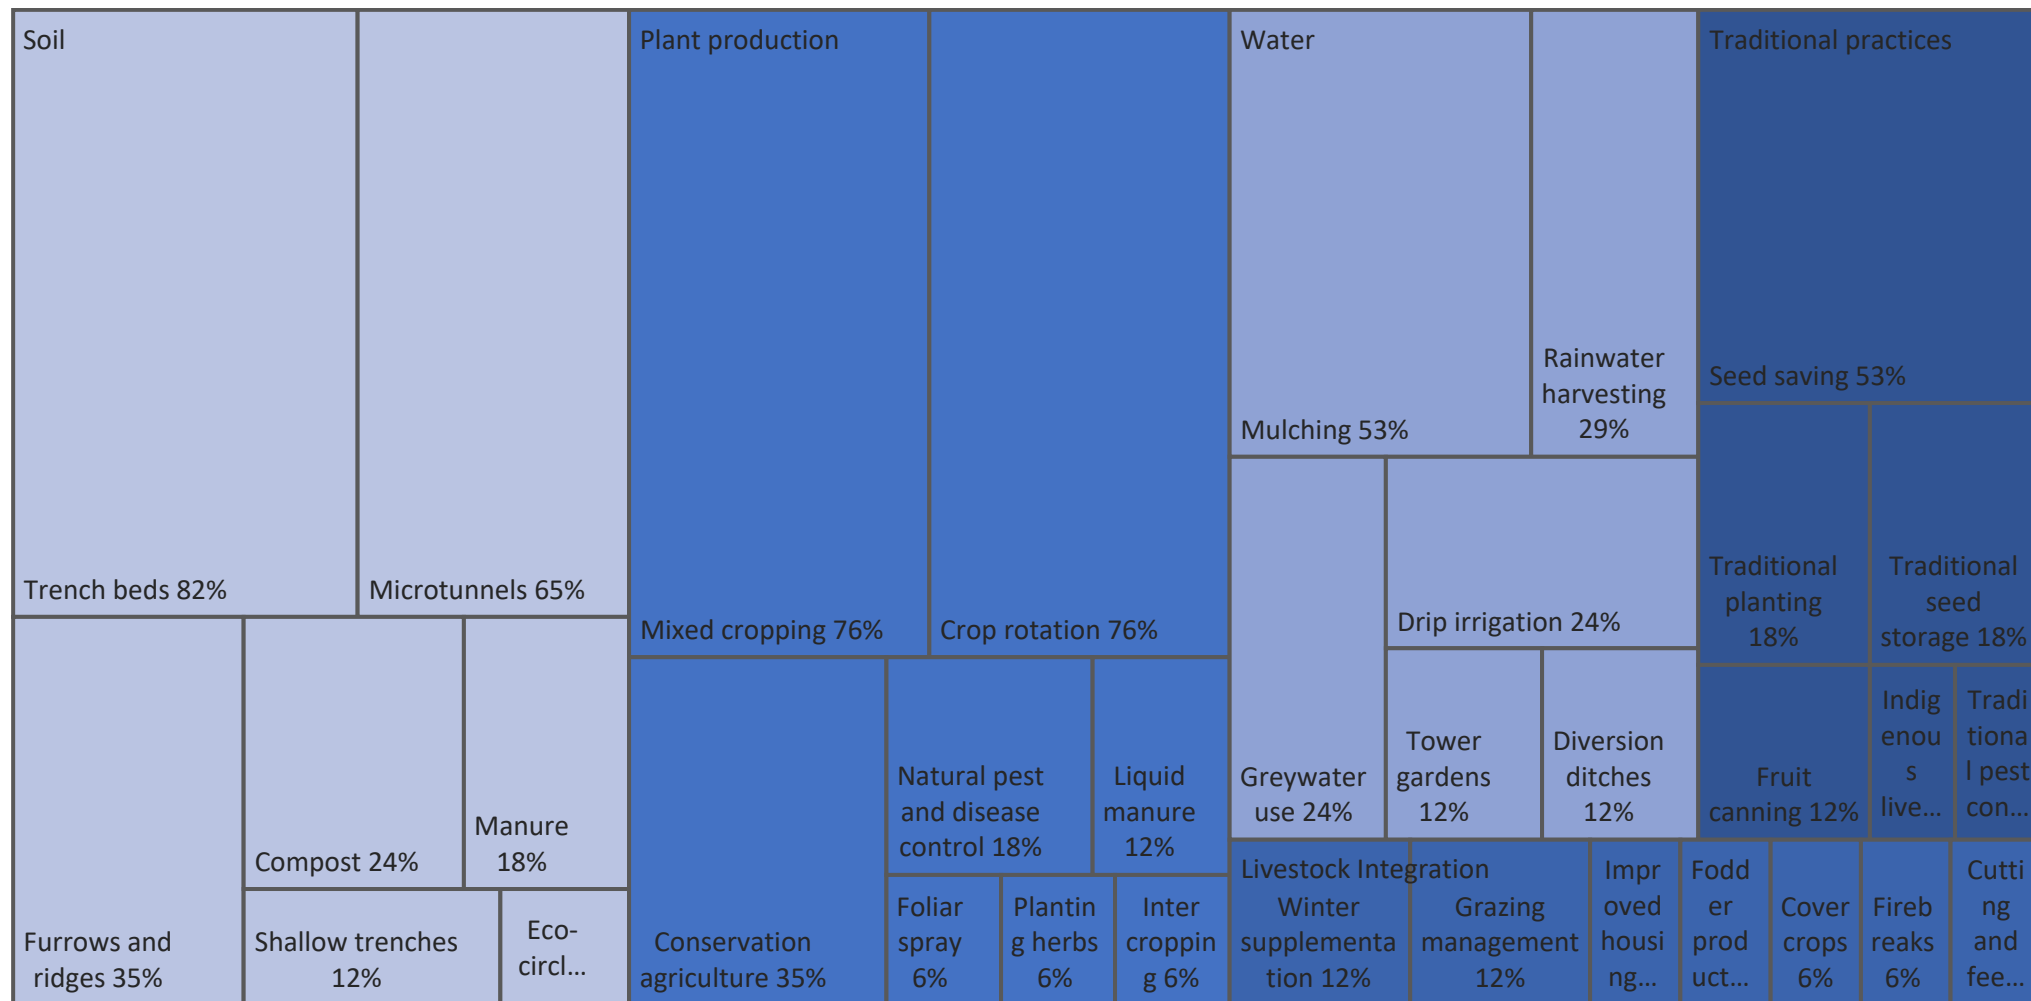 Soil
Trench beds 82%
Microtunnels 65%
Furrows and
ridges 35%
Compost 24%
Manure
18%
Shallow trenches
12%
Eco-
circl...
Plant production
Mixed cropping 76%
Crop rotation 76%
Conservation
agriculture 35%
Natural pest
and disease
control 18%
Liquid
manure
12%
Foliar
spray
6%
Plantin
g herbs
6%
Inter
croppin
g 6%
Water
Mulching 53%
Rainwater
harvesting
29%
Greywater
use 24%
Drip irrigation 24%
Tower
gardens
12%
Diversion
ditches
12%
Traditional practices
Seed saving 53%
Traditional
planting
18%
Traditional
seed
storage 18%
Fruit
canning 12%
Indig
enou
s
live...
Tradi
tiona
l pest
con...
Livestock Integration
Winter
supplementa
tion 12%
Grazing
management
12%
Impr
oved
housi
ng...
Fodd
er
prod
uct...
Cover
crops
6%
Fireb
reaks
6%
Cutti
ng
and
fee...